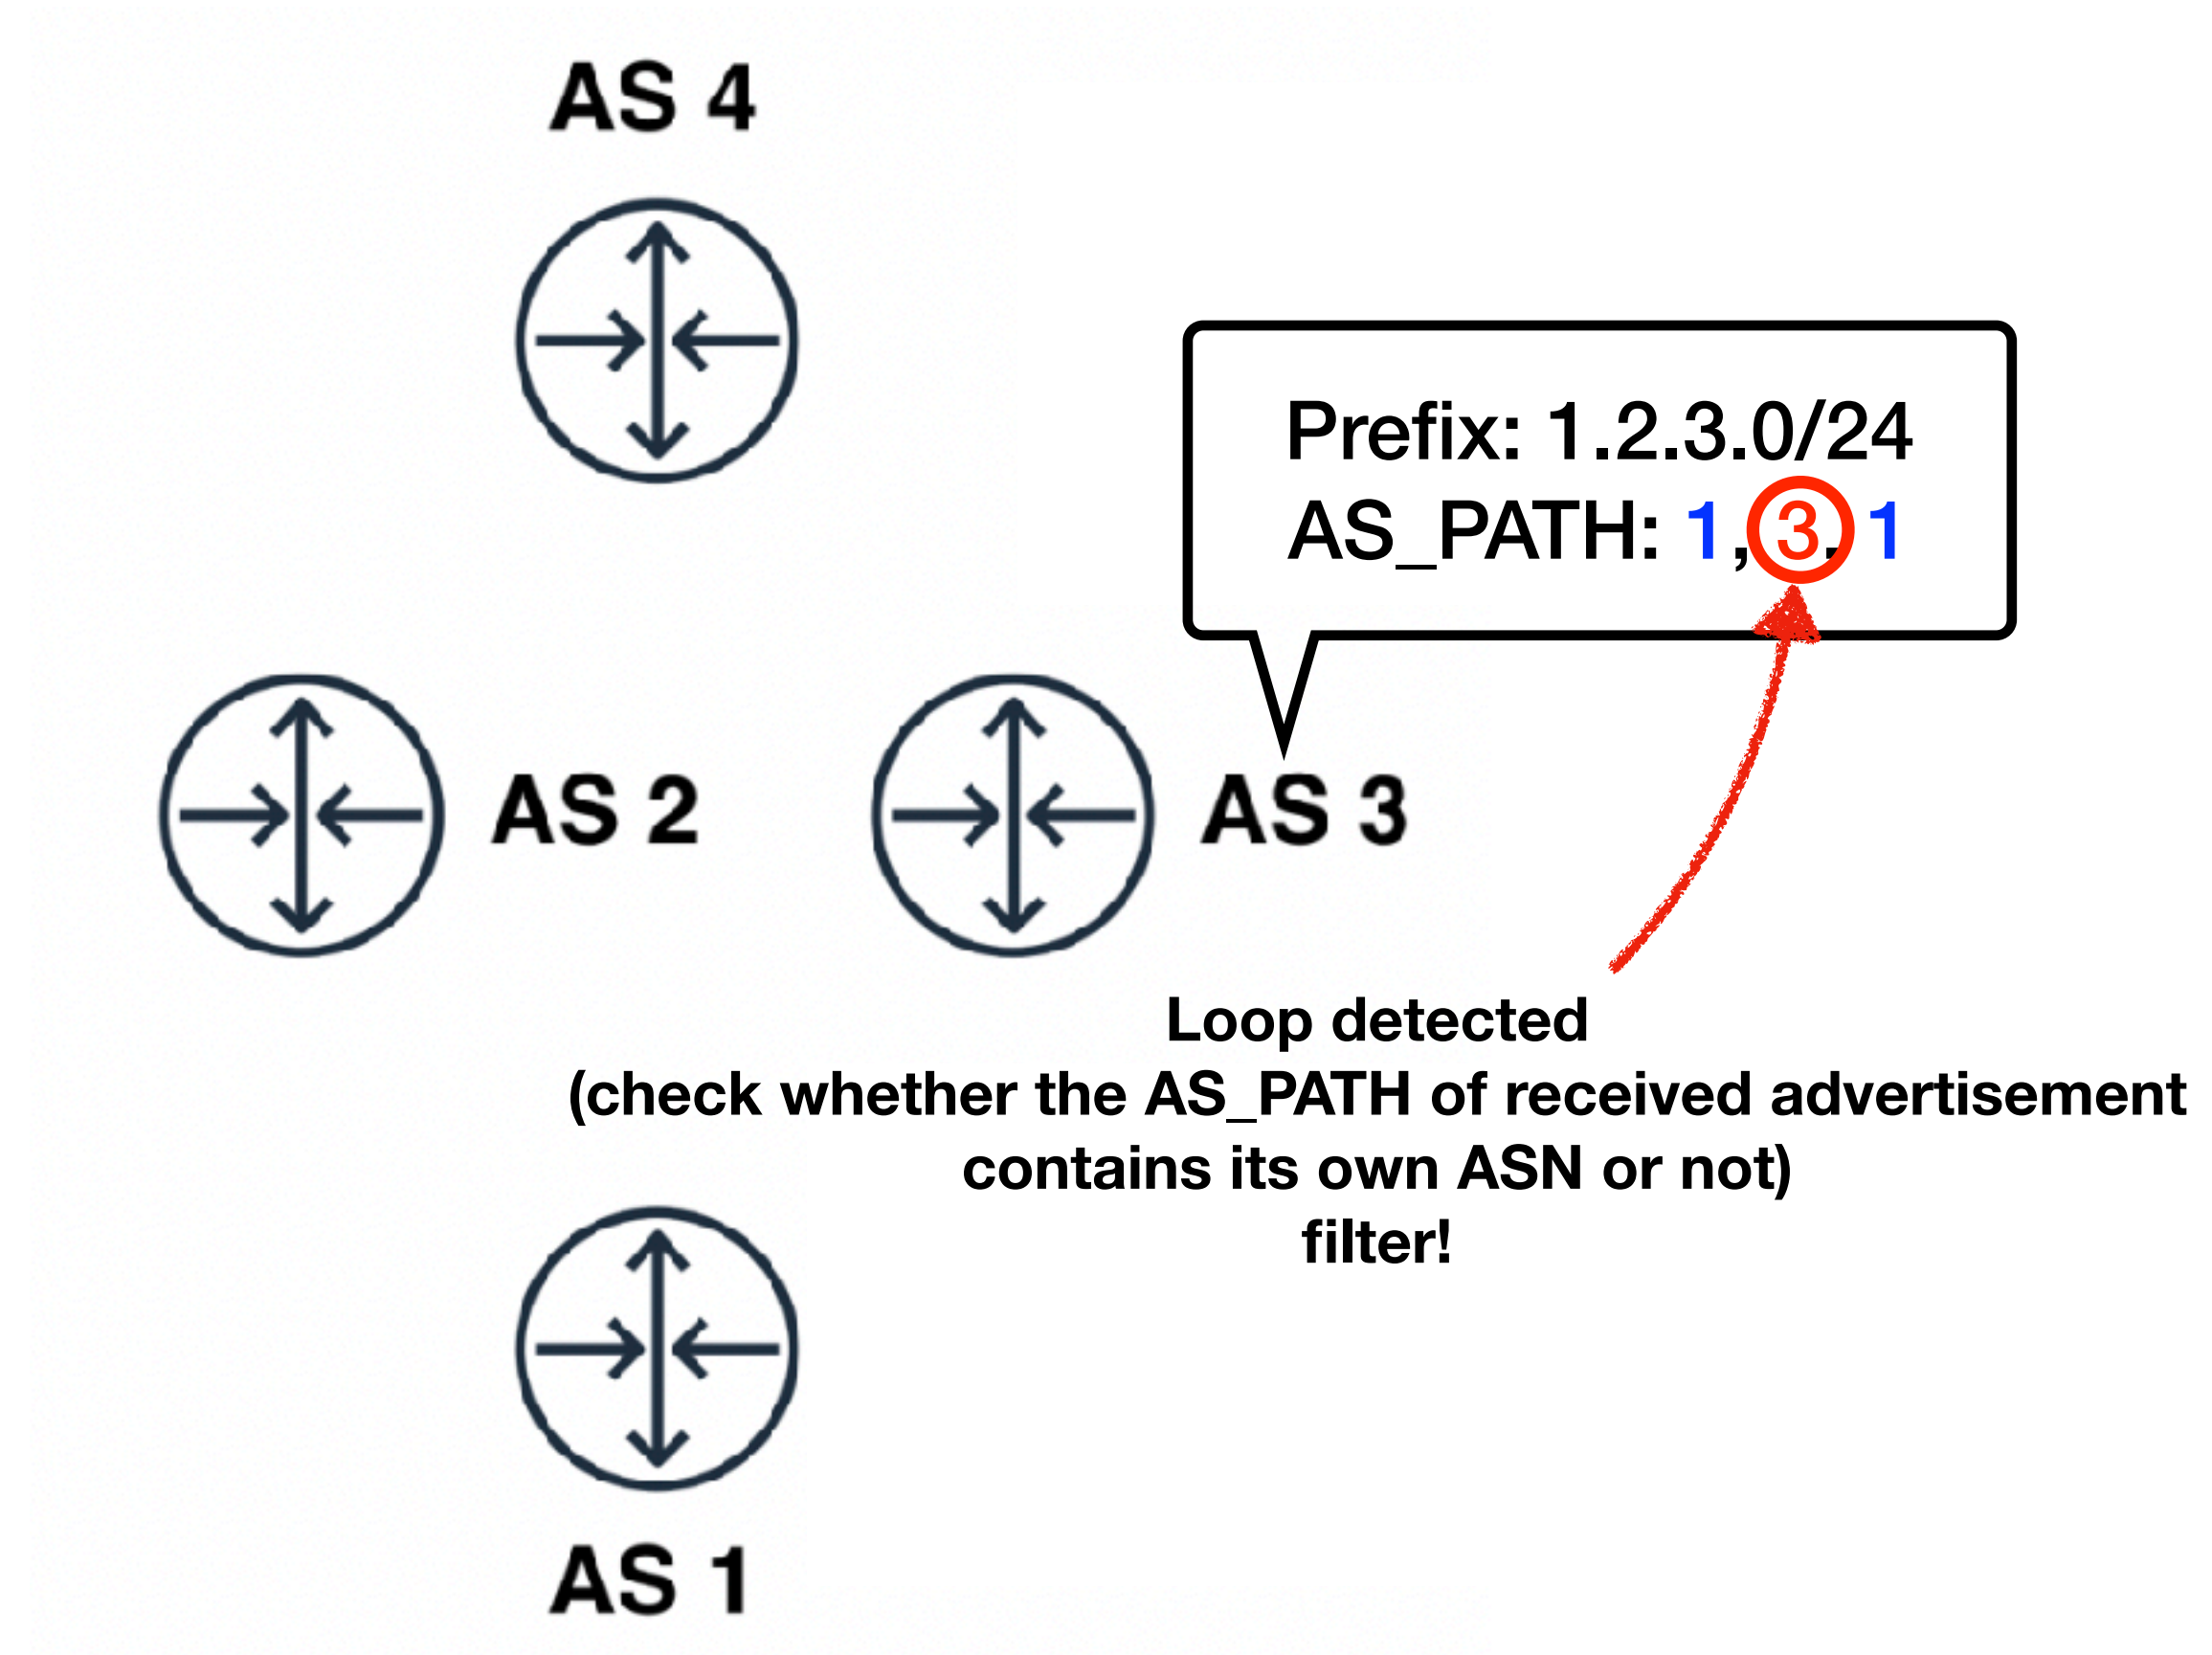 AS 4
Prefix: 1.2.3.0/24
AS_PATH: 1,3, 1
AS 2
AS 3
Loop detected
(check whether the AS_PATH of received advertisement
contains its own ASN or not)
filter!
AS 1